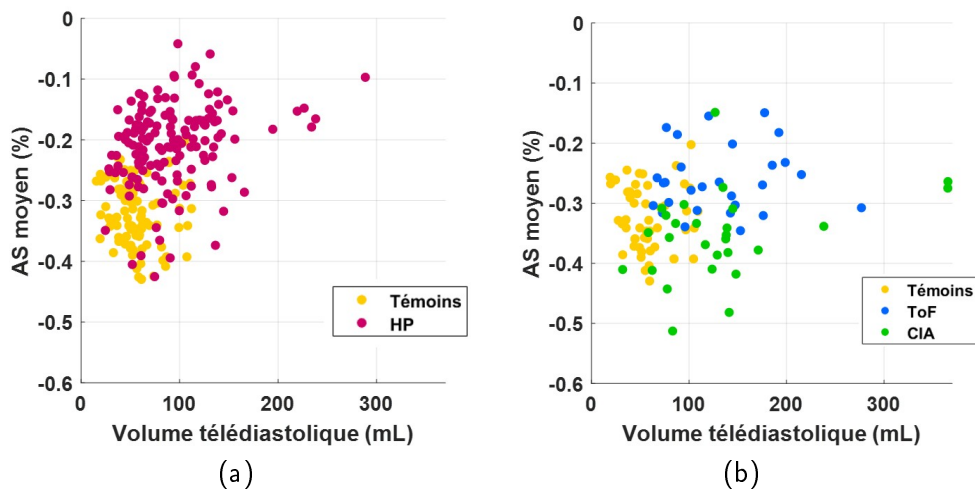 0
-0.1
-0.2
-0.3
-0.4
-0.5
-0.6
AS moyen (%)
Témoins
HP
0 100 200 300
Volume télédiastolique (mL)
(a)
0
-0.1
-0.2
-0.3
-0.4
-0.5
-0.6
AS moyen (%)
Témoins
ToF
CIA
0 100 200 300
Volume télédiastolique (mL)
(b)